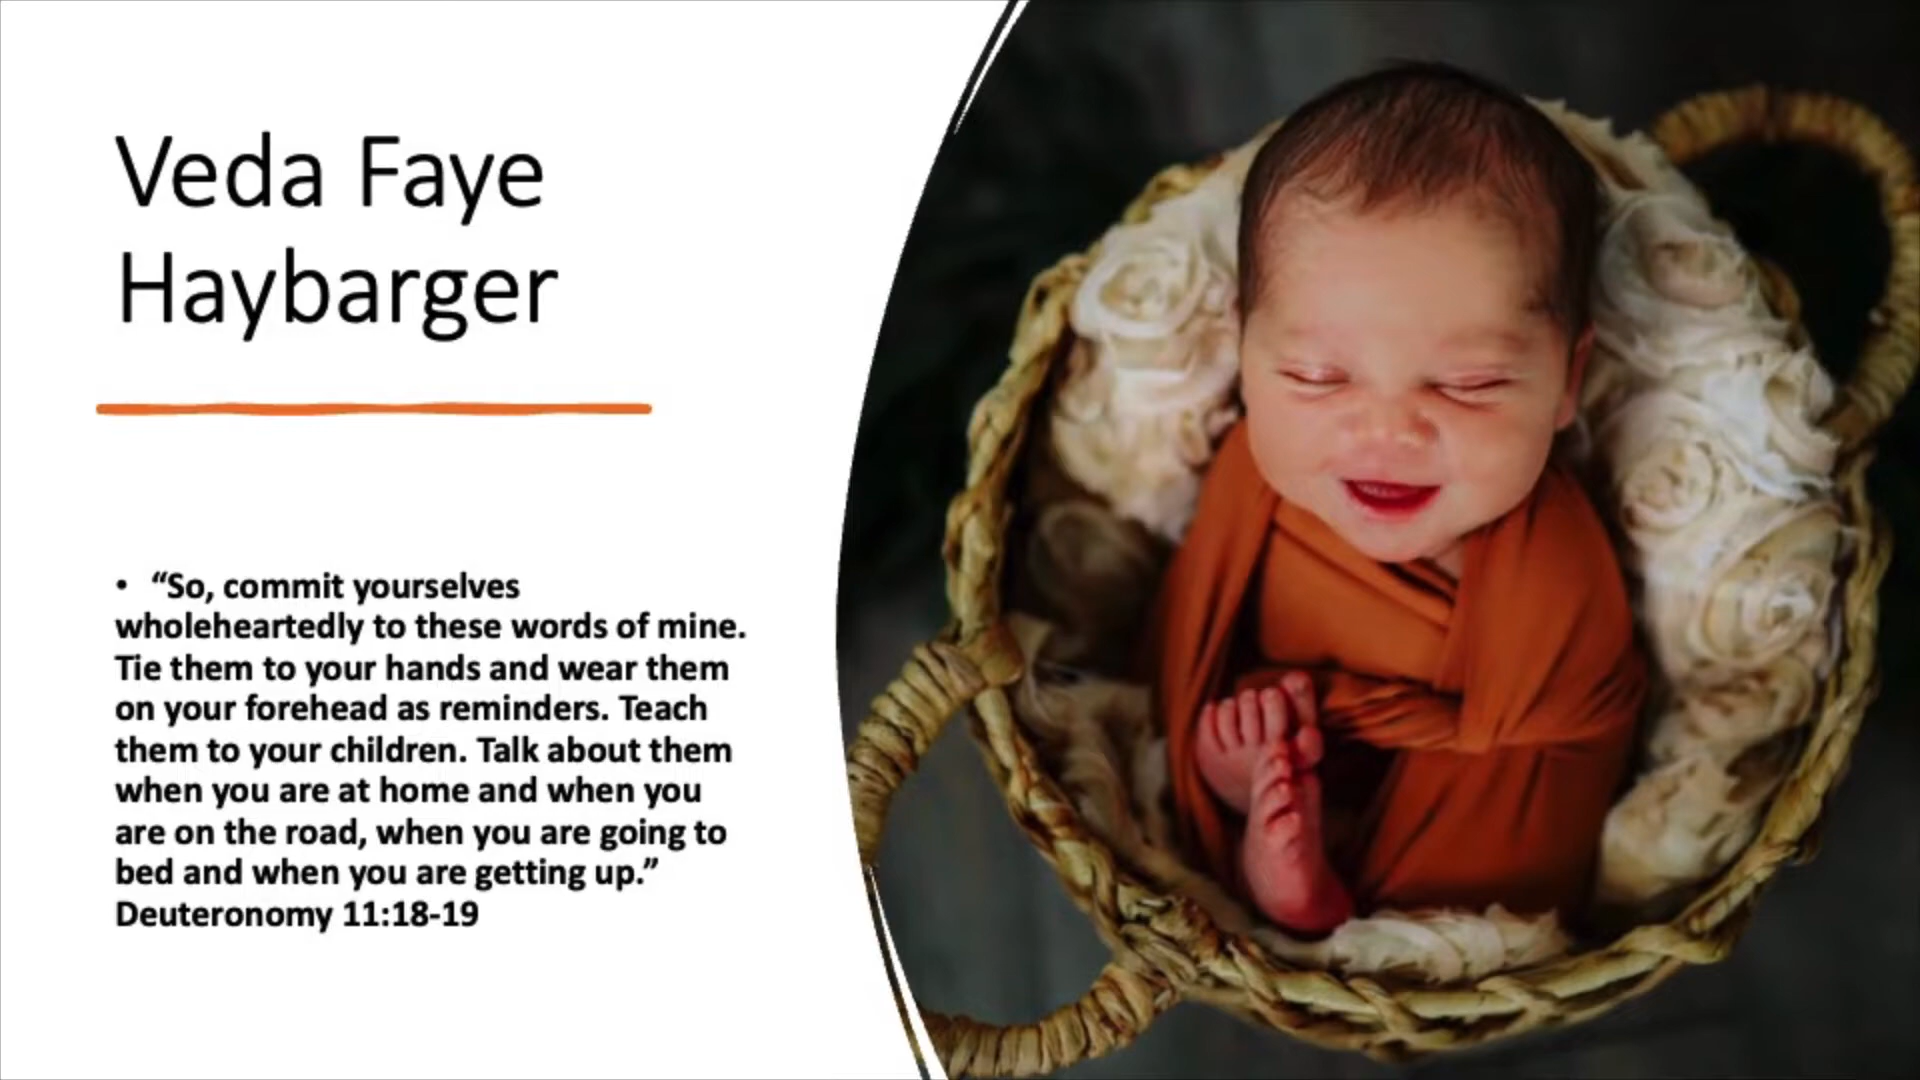 Veda Faye
Haybarger
• “So, commit yourselves
wholeheartedly to these words of mine.
Tie them to your hands and wear them
on your forehead as reminders. Teach
them to your children. Talk about them
when you are at home and when you
are on the road, when you are going to
bed and when you are getting up.”
Deuteronomy 11:18-19